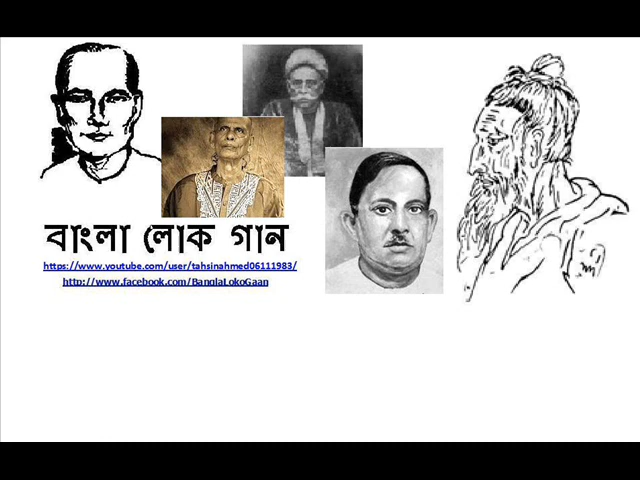 বাংলা লোক গান
https://www.youtube.com/user/tahsinahmed06111983/
http://www.facebook.com/BanglaLokoGaan